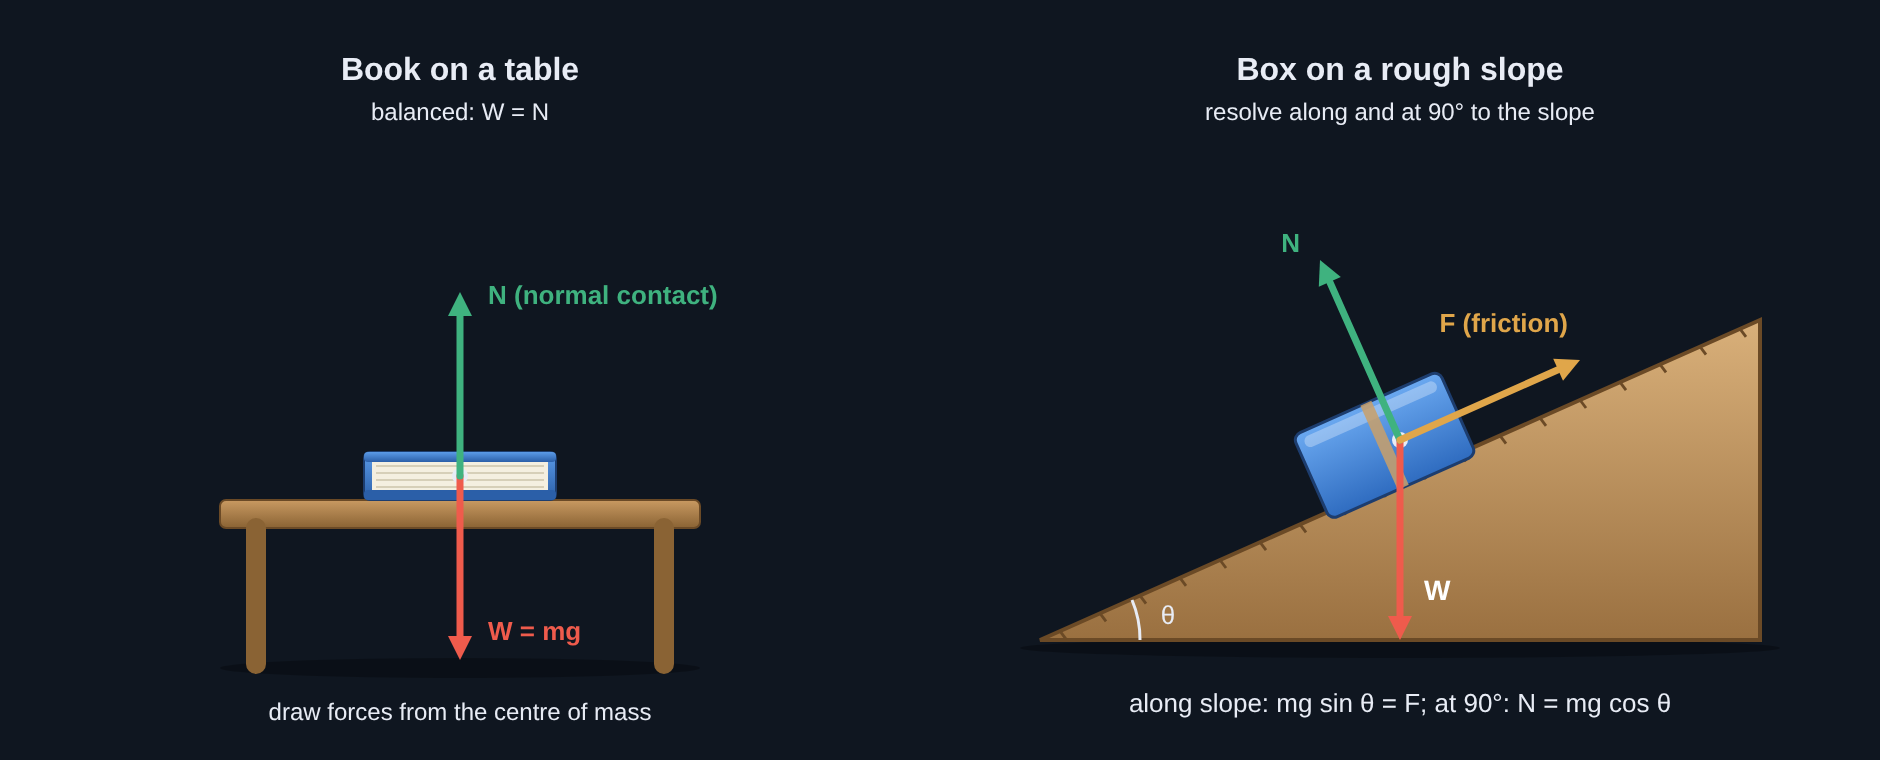 Book on a table
balanced: W = N
N (normal contact)
W = mg
draw forces from the centre of mass
Box on a rough slope
resolve along and at 90° to the slope
N
F (friction)
W
θ
along slope: mg sin θ = F; at 90°: N = mg cos θ